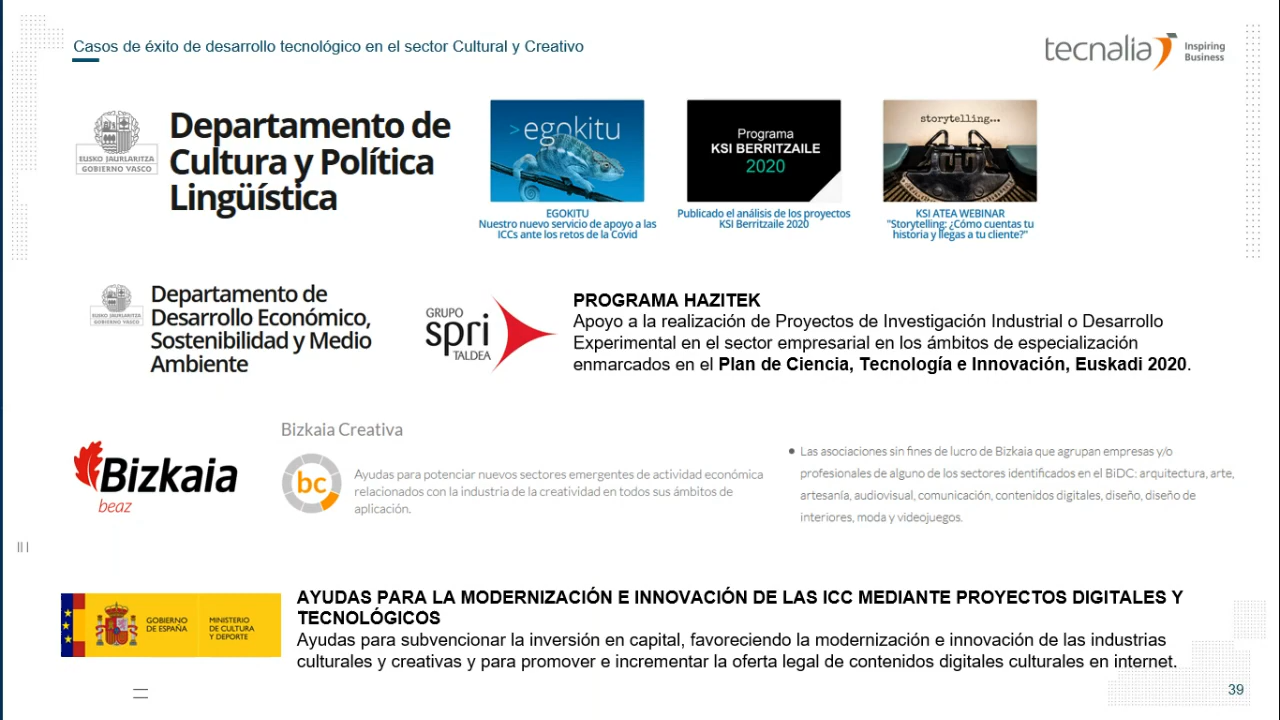 Casos de éxito de desarrollo tecnológico en el sector Cultural y Creativo
tecnalia
Inspiring
Business
EUSKO JAURLARITZA
GOBIERNO VASCO
Departamento de
Cultura y Política
Lingüística
>egokitu
EGOKITU
Nuestro nuevo servicio de apoyo a las
ICCs ante los retos de la Covid
Programa
KSI BERRITZAILE
2020
Publicado el análisis de los proyectos
KSI Berritzaile 2020
storytelling...
KSI ATEA WEBINAR
"Storytelling: ¿Cómo cuentas tu
historia y llegas a tu cliente?"
EUSKO JAURLARITZA
GOBIERNO VASCO
Departamento de
Desarrollo Económico,
Sostenibilidad y Medio
Ambiente
GRUPO
spri
TALDEA
PROGRAMA HAZITEK
Apoyo a la realización de Proyectos de Investigación Industrial o Desarrollo
Experimental en el sector empresarial en los ámbitos de especialización
enmarcados en el Plan de Ciencia, Tecnología e Innovación, Euskadi 2020.
Bizkaia
beaz
Bizkaia Creativa
bc
Ayudas para potenciar nuevos sectores emergentes de actividad económica
relacionados con la industria de la creatividad en todos sus ámbitos de
aplicación.
• Las asociaciones sin fines de lucro de Bizkaia que agrupan empresas y/o
profesionales de alguno de los sectores identificados en el BiDC: arquitectura, arte,
artesanía, audiovisual, comunicación, contenidos digitales, diseño, diseño de
interiores, moda y videojuegos.
GOBIERNO
DE ESPAÑA
MINISTERIO
DE CULTURA
Y DEPORTE
AYUDAS PARA LA MODERNIZACIÓN E INNOVACIÓN DE LAS ICC MEDIANTE PROYECTOS DIGITALES Y
TECNOLÓGICOS
Ayudas para subvencionar la inversión en capital, favoreciendo la modernización e innovación de las industrias
culturales y creativas y para promover e incrementar la oferta legal de contenidos digitales culturales en internet.
39